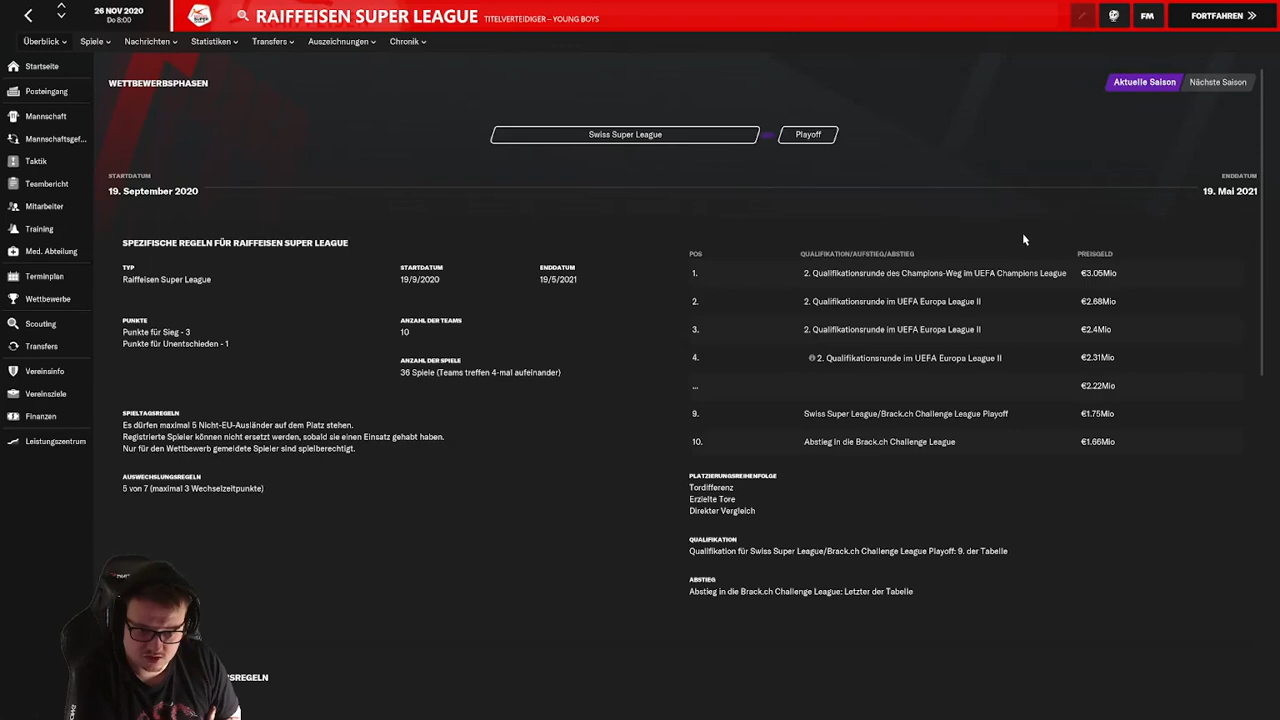 26 NOV 2020
Do 8:00
RAIFFEISEN SUPER LEAGUE
TITELVERTEIDIGER – YOUNG BOYS
FM
FORTFAHREN
Überblick
Spiele
Nachrichten
Statistiken
Transfers
Auszeichnungen
Chronik
Startseite
Posteingang
Mannschaft
Mannschaftsgef...
Taktik
Teambericht
Mitarbeiter
Training
Med. Abteilung
Terminplan
Wettbewerbe
Scouting
Transfers
Vereinsinfo
Vereinsziele
Finanzen
Leistungszentrum
WETTBEWERBSPHASEN
Aktuelle Saison
Nächste Saison
Swiss Super League
Playoff
STARTDATUM
19. September 2020
ENDDATUM
19. Mai 2021
SPEZIFISCHE REGELN FÜR RAIFFEISEN SUPER LEAGUE
TYP
Raiffeisen Super League
STARTDATUM
19/9/2020
ENDDATUM
19/5/2021
PUNKTE
Punkte für Sieg - 3
Punkte für Unentschieden - 1
ANZAHL DER TEAMS
10
ANZAHL DER SPIELE
36 Spiele (Teams treffen 4-mal aufeinander)
SPIELTAGSREGELN
Es dürfen maximal 5 Nicht-EU-Ausländer auf dem Platz stehen.
Registrierte Spieler können nicht ersetzt werden, sobald sie einen Einsatz gehabt haben.
Nur für den Wettbewerb gemeldete Spieler sind spielberechtigt.
AUSWECHSLUNGSREGELN
5 von 7 (maximal 3 Wechselzeitpunkte)
POS QUALIFIKATION/AUFSTIEG/ABSTIEG PREISGELD
1. 2. Qualifikationsrunde des Champions-Weg im UEFA Champions League €3.05Mio
2. 2. Qualifikationsrunde im UEFA Europa League II €2.68Mio
3. 2. Qualifikationsrunde im UEFA Europa League II €2.4Mio
4. 2. Qualifikationsrunde im UEFA Europa League II €2.31Mio
... €2.22Mio
9. Swiss Super League/Brack.ch Challenge League Playoff €1.75Mio
10. Abstieg in die Brack.ch Challenge League €1.66Mio
PLATZIERUNGSREIHENFOLGE
Tordifferenz
Erzielte Tore
Direkter Vergleich
QUALIFIKATION
Qualifikation für Swiss Super League/Brack.ch Challenge League Playoff: 9. der Tabelle
ABSTIEG
Abstieg in die Brack.ch Challenge League: Letzter der Tabelle
SREGELN